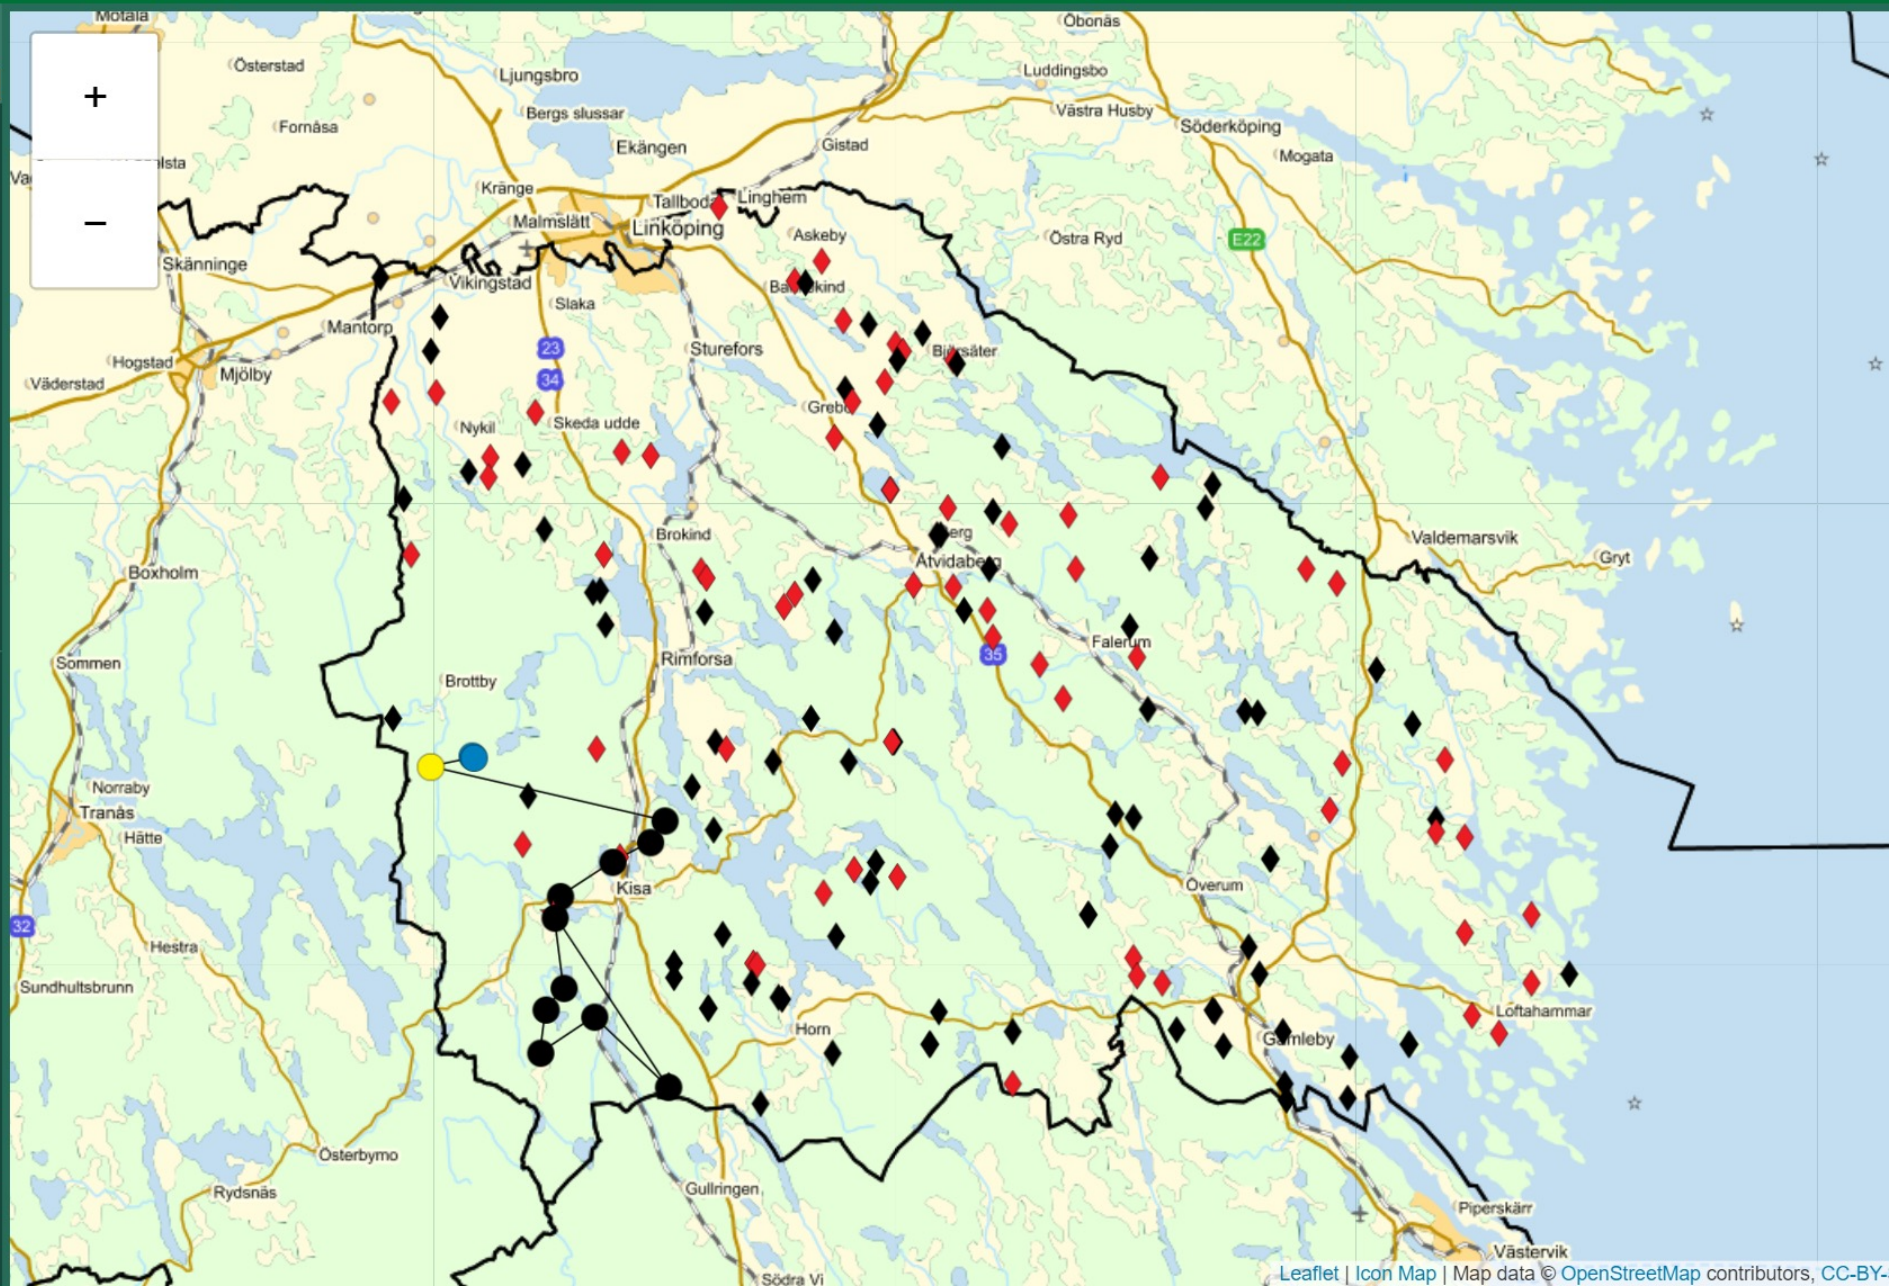 Motala
Öbonäs
Österstad
Ljungsbro
Luddingsbo
+
Bergs slussar
Västra Husby
Fornåsa
Söderköping
Ekängen
Gistad
Mogata
Kränge
Tallboda
Linghem
Malmslätt
Linköping
Askeby
Östra Ryd
E22
−
Skänninge
Vikingstad
Slaka
Mantorp
23
Sturefors
Hogstad
Mjölby
34
Väderstad
Nykil
Skeda udde
Brokind
Valdemarsvik
Gryt
Boxholm
Åtvidaberg
Sommen
Rimforsa
35
Falerum
Brottby
Norraby
Tranås
Hätte
Kisa
Överum
32
Hestra
Sundhultsbrunn
Horn
Loftahammar
Gamleby
Österbymo
Rydsnäs
Gullringen
Piperskärr
Västervik
Södra Vi
Leaflet | Icon Map | Map data © OpenStreetMap contributors, CC-BY-